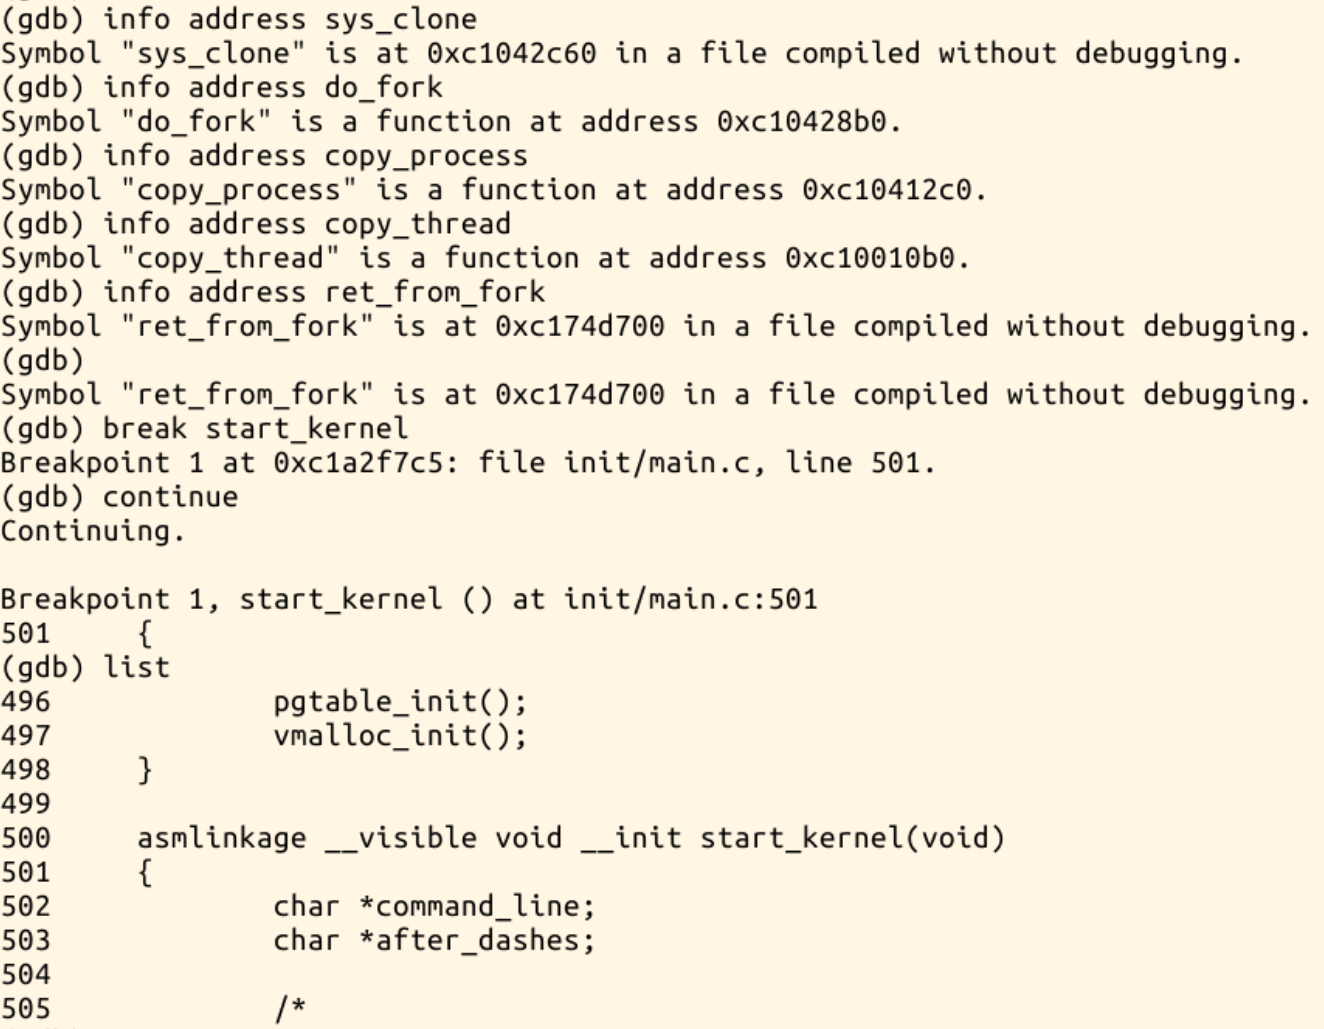 (gdb) info address sys_clone
Symbol "sys_clone" is at 0xc1042c60 in a file compiled without debugging.
(gdb) info address do_fork
Symbol "do_fork" is a function at address 0xc10428b0.
(gdb) info address copy_process
Symbol "copy_process" is a function at address 0xc10412c0.
(gdb) info address copy_thread
Symbol "copy_thread" is a function at address 0xc10010b0.
(gdb) info address ret_from_fork
Symbol "ret_from_fork" is at 0xc174d700 in a file compiled without debugging.
(gdb)
Symbol "ret_from_fork" is at 0xc174d700 in a file compiled without debugging.
(gdb) break start_kernel
Breakpoint 1 at 0xc1a2f7c5: file init/main.c, line 501.
(gdb) continue
Continuing.

Breakpoint 1, start_kernel () at init/main.c:501
501     {
(gdb) list
496             pgtable_init();
497             vmalloc_init();
498     }
499
500     asmlinkage __visible void __init start_kernel(void)
501     {
502             char *command_line;
503             char *after_dashes;
504
505             /*